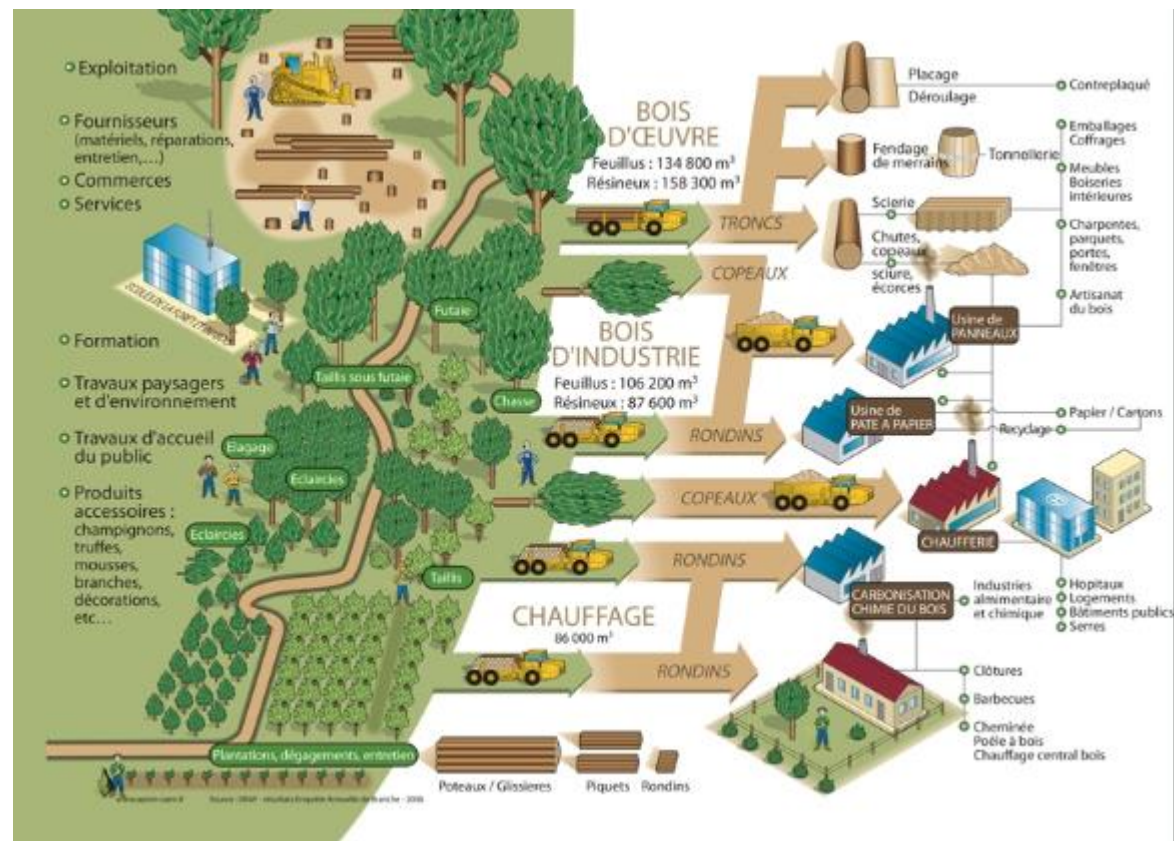 Exploitation
Fournisseurs
(matériels, réparations,
entretien,...)
Commerces
Services
Formation
Travaux paysagers
et d'environnement
Travaux d'accueil
du public
Produits
accessoires :
champignons,
truffes,
mousses,
branches,
décorations,
etc...
Futaie
Taillis sous futaie
Chasse
Elagage
Eclaircies
Eclaircies
Taillis
Plantations, dégagements, entretien
BOIS
D'ŒUVRE
Feuillus : 134 800 m³
Résineux : 158 300 m³
TRONCS
COPEAUX
BOIS
D'INDUSTRIE
Feuillus : 106 200 m³
Résineux : 87 600 m³
RONDINS
COPEAUX
RONDINS
CHAUFFAGE
86 000 m³
RONDINS
Poteaux / Glissieres
Piquets
Rondins
Placage
Déroulage
Contreplaqué
Fendage
de merrains
Tonnellerie
Emballages
Coffrages
Meubles
Boiseries
intérieures
Scierie
Chutes,
copeaux
sciure,
écorces
Charpentes,
parquets,
portes,
fenêtres
Artisanat
du bois
Usine de
PANNEAUX
Usine de
PATE A PAPIER
Recyclage
Papier / Cartons
CHAUFFERIE
Hopitaux
Logements
Bâtiments publics
Serres
CARBONISATION
CHIMIE DU BOIS
Industries
almimentaire
et chimique
Clôtures
Barbecues
Cheminée
Poêle à bois
Chauffage central bois